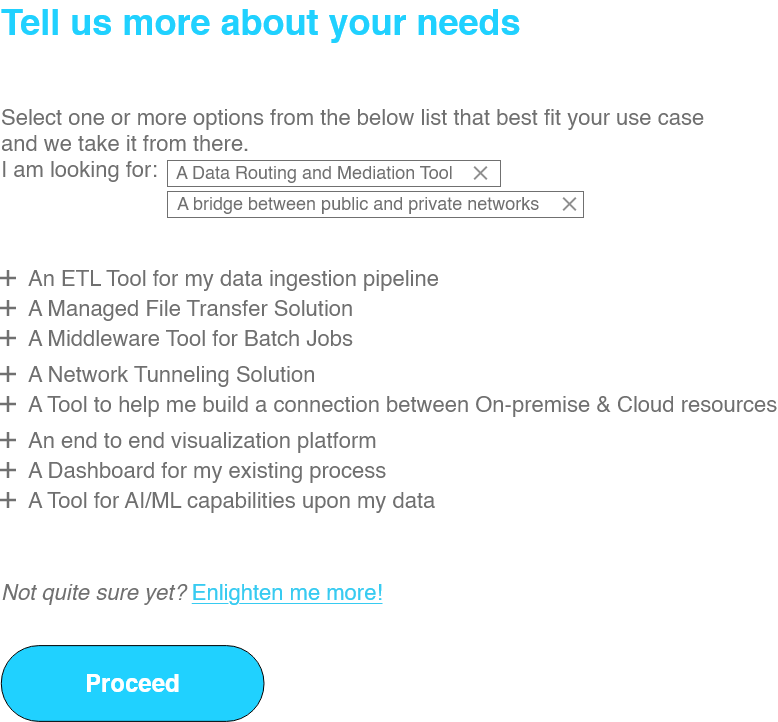 Tell us more about your needs
Select one or more options from the below list that best fit your use case
and we take it from there.
I am looking for: A Data Routing and Mediation Tool
A bridge between public and private networks
An ETL Tool for my data ingestion pipeline
A Managed File Transfer Solution
A Middleware Tool for Batch Jobs
A Network Tunneling Solution
A Tool to help me build a connection between On-premise & Cloud resources
An end to end visualization platform
A Dashboard for my existing process
A Tool for AI/ML capabilities upon my data
Not quite sure yet? Enlighten me more!
Proceed